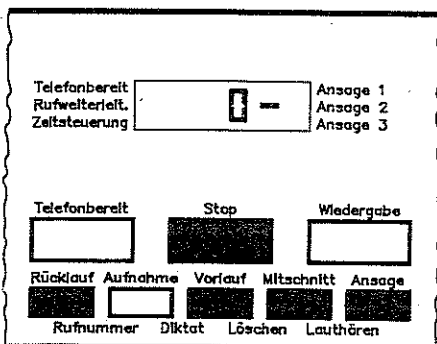 Telefonbereit 0 - Ansage 1
Rufweiterleit. Ansage 2
Zeitsteuerung Ansage 3
Telefonbereit Stop Wiedergabe
Rücklauf Aufnahme Vorlauf Mitschnitt Ansage
Rufnummer Diktat Löschen Lauthören